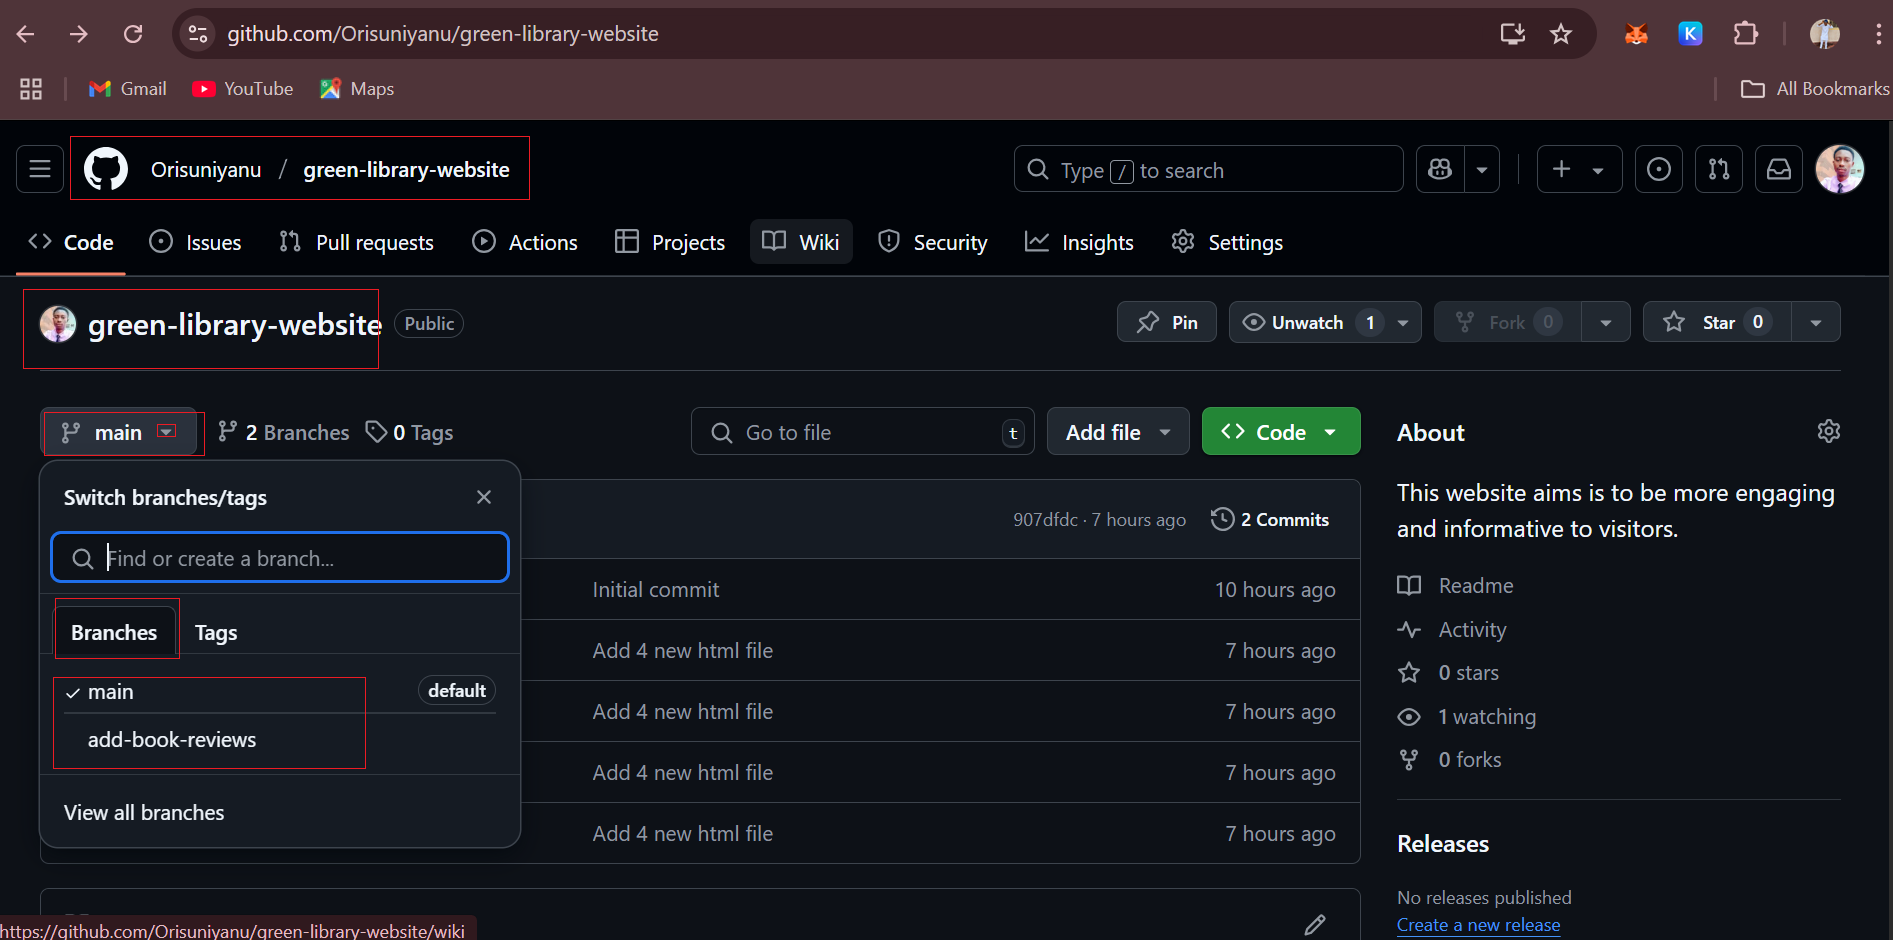 github.com/Orisuniyanu/green-library-website
K
Gmail YouTube Maps All Bookmarks
Orisuniyanu / green-library-website Type / to search
Code Issues Pull requests Actions Projects Wiki Security Insights Settings
green-library-website Public Pin Unwatch 1 Fork 0 Star 0
main 2 Branches 0 Tags Go to file t Add file Code
Switch branches/tags
Find or create a branch...
Branches Tags
main default
add-book-reviews
View all branches
907dfdc · 7 hours ago 2 Commits
Initial commit 10 hours ago
Add 4 new html file 7 hours ago
Add 4 new html file 7 hours ago
Add 4 new html file 7 hours ago
Add 4 new html file 7 hours ago
About
This website aims is to be more engaging
and informative to visitors.
Readme
Activity
0 stars
1 watching
0 forks
Releases
No releases published
Create a new release
https://github.com/Orisuniyanu/green-library-website/wiki